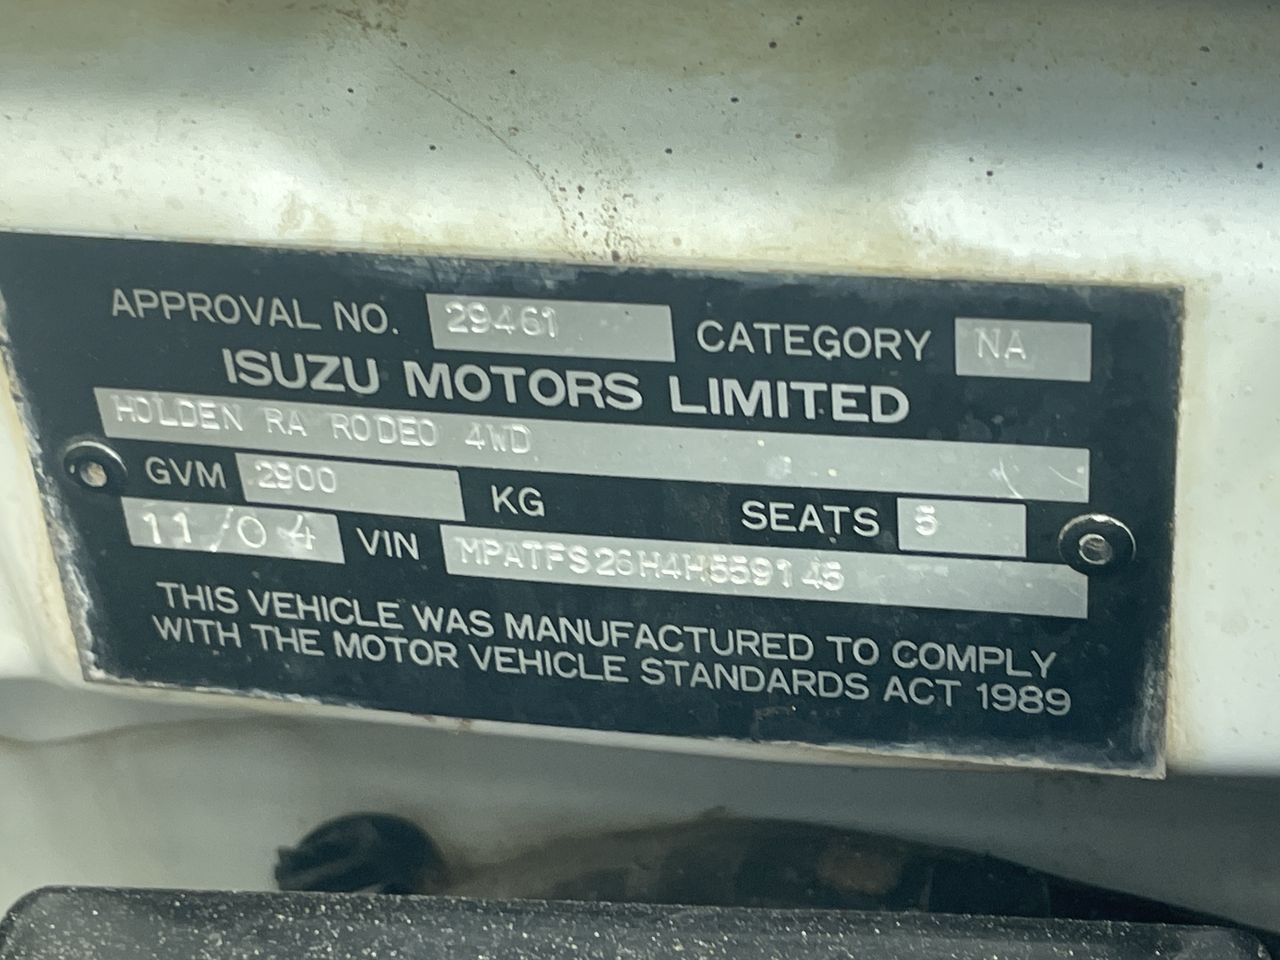 APPROVAL NO. 29461 CATEGORY NA
ISUZU MOTORS LIMITED
HOLDEN RA RODEO 4WD
GVM 2900 KG SEATS 5
11/04 VIN MPATFS26H4H559145
THIS VEHICLE WAS MANUFACTURED TO COMPLY
WITH THE MOTOR VEHICLE STANDARDS ACT 1989